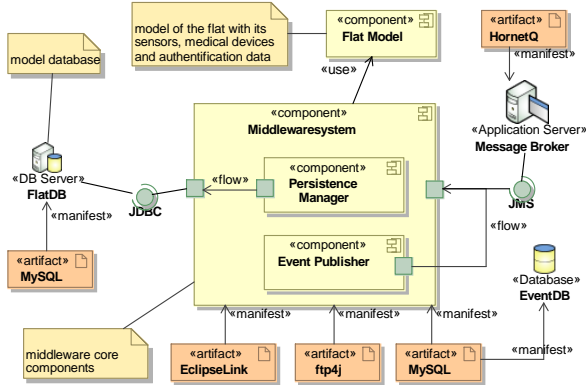 model of the flat with its
sensors, medical devices
and authentification data
«component»
Flat Model
«artifact»
HornetQ
«use»
«manifest»
model database
«component»
Middlewaresystem
«Application Server»
Message Broker
«DB Server»
FlatDB
JDBC
«flow»
«component»
Persistence
Manager
JMS
«flow»
«manifest»
«component»
Event Publisher
«artifact»
MySQL
«Database»
EventDB
«manifest»
«manifest»
«manifest»
«manifest»
middleware core
components
«artifact»
EclipseLink
«artifact»
ftp4j
«artifact»
MySQL